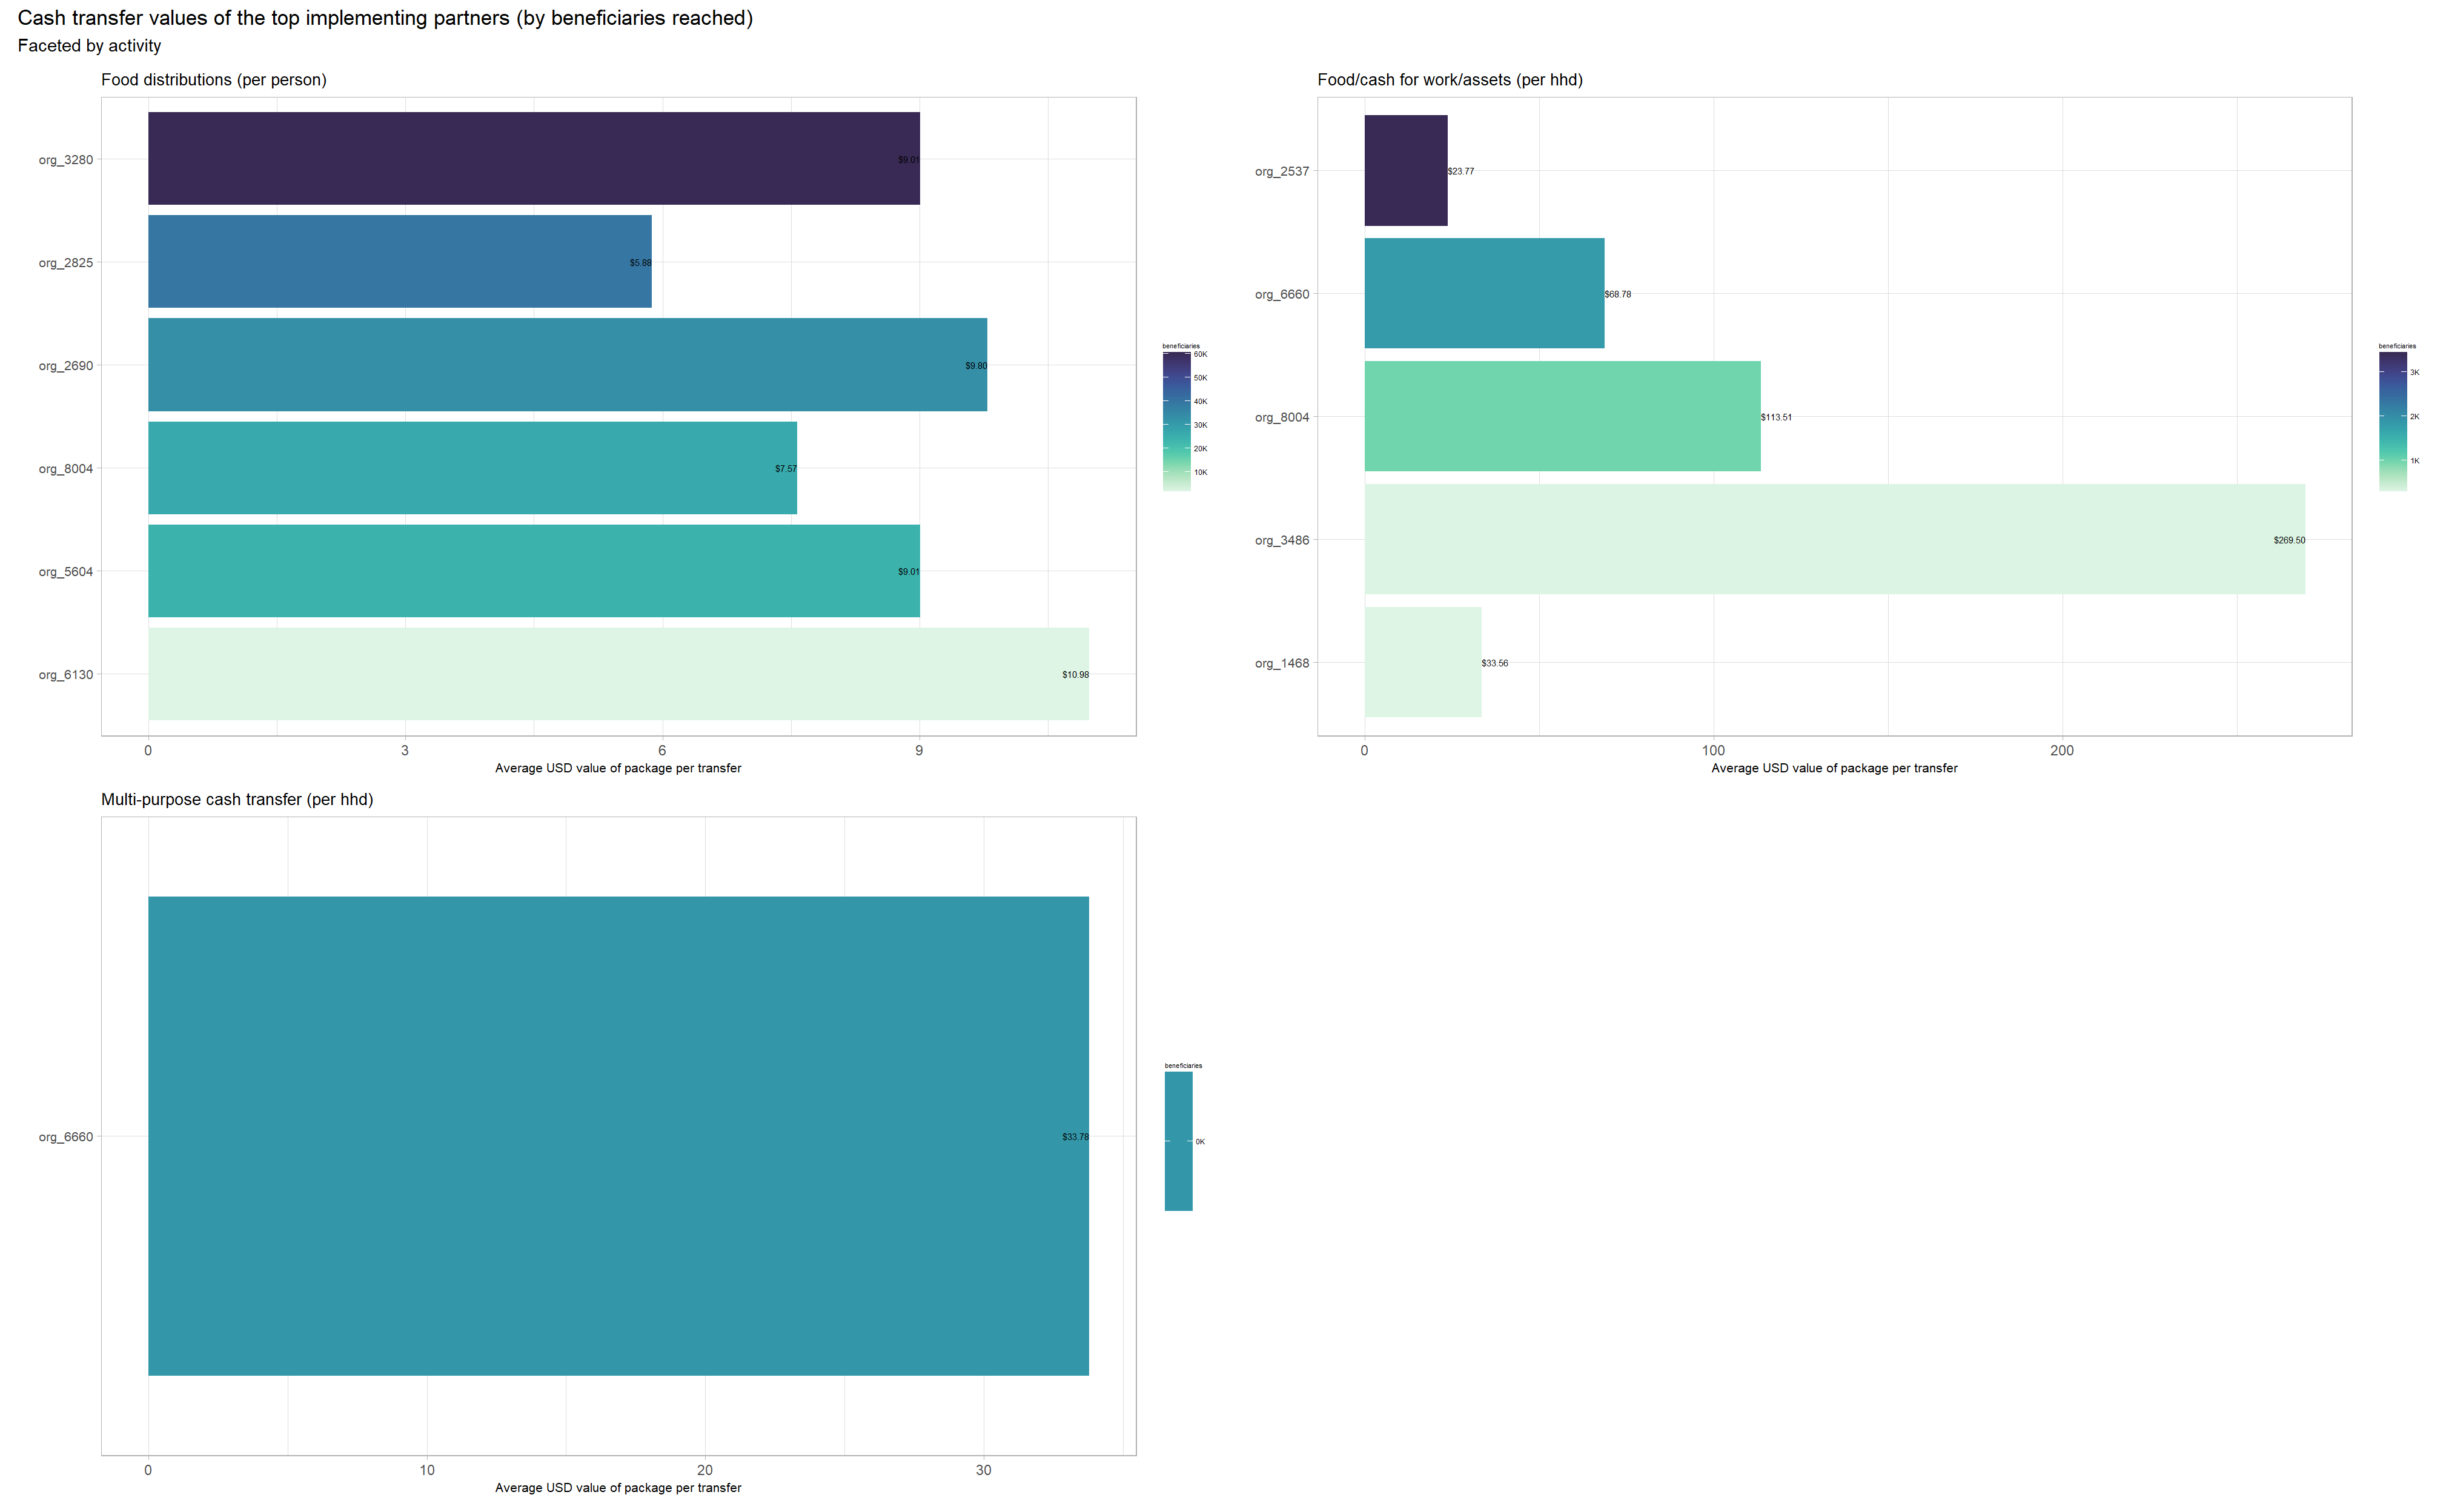 Cash transfer values of the top implementing partners (by beneficiaries reached)
Faceted by activity
Food distributions (per person)
org_3280
$9.01
org_2825
$5.88
org_2690
$9.80
org_8004
$7.57
org_5604
$9.01
org_6130
$10.98
0 3 6 9
Average USD value of package per transfer
beneficiaries
60K
50K
40K
30K
20K
10K
Food/cash for work/assets (per hhd)
org_2537
$23.77
org_6660
$68.78
org_8004
$113.51
org_3486
$269.50
org_1468
$33.56
0 100 200
Average USD value of package per transfer
beneficiaries
3K
2K
1K
Multi-purpose cash transfer (per hhd)
org_6660
$33.78
0 10 20 30
Average USD value of package per transfer
beneficiaries
0K